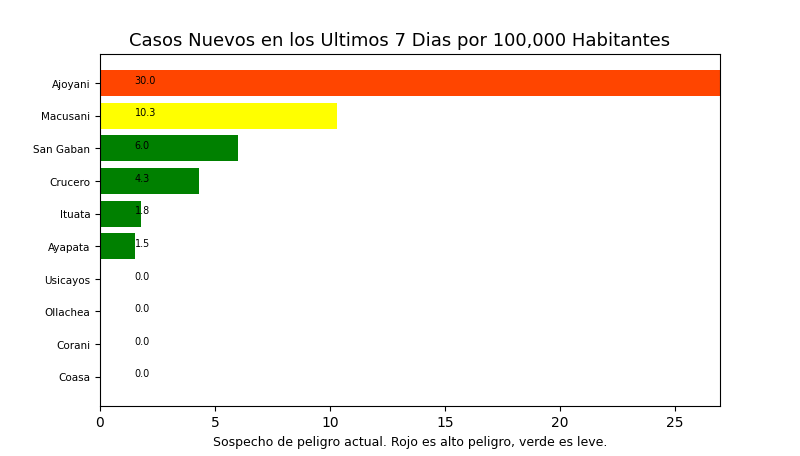 Casos Nuevos en los Ultimos 7 Dias por 100,000 Habitantes
Ajoyani 30.0
Macusani 10.3
San Gaban 6.0
Crucero 4.3
Ituata 1.8
Ayapata 1.5
Usicayos 0.0
Ollachea 0.0
Corani 0.0
Coasa 0.0
0 5 10 15 20 25
Sospecho de peligro actual. Rojo es alto peligro, verde es leve.